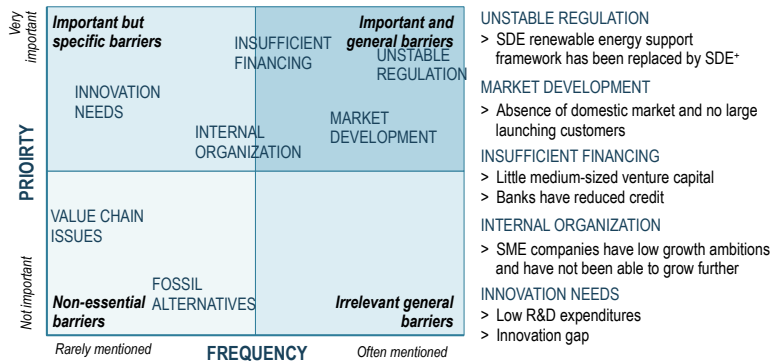 Very
important
PRIOIRTY
Not important
Important but
specific barriers
Important and
general barriers
INSUFFICIENT
FINANCING
UNSTABLE
REGULATION
INNOVATION
NEEDS
MARKET
DEVELOPMENT
INTERNAL
ORGANIZATION
VALUE CHAIN
ISSUES
FOSSIL
ALTERNATIVES
Non-essential
barriers
Irrelevant general
barriers
Rarely mentioned
FREQUENCY
Often mentioned
UNSTABLE REGULATION
> SDE renewable energy support
framework has been replaced by SDE+
MARKET DEVELOPMENT
> Absence of domestic market and no large
launching customers
INSUFFICIENT FINANCING
> Little medium-sized venture capital
> Banks have reduced credit
INTERNAL ORGANIZATION
> SME companies have low growth ambitions
and have not been able to grow further
INNOVATION NEEDS
> Low R&D expenditures
> Innovation gap